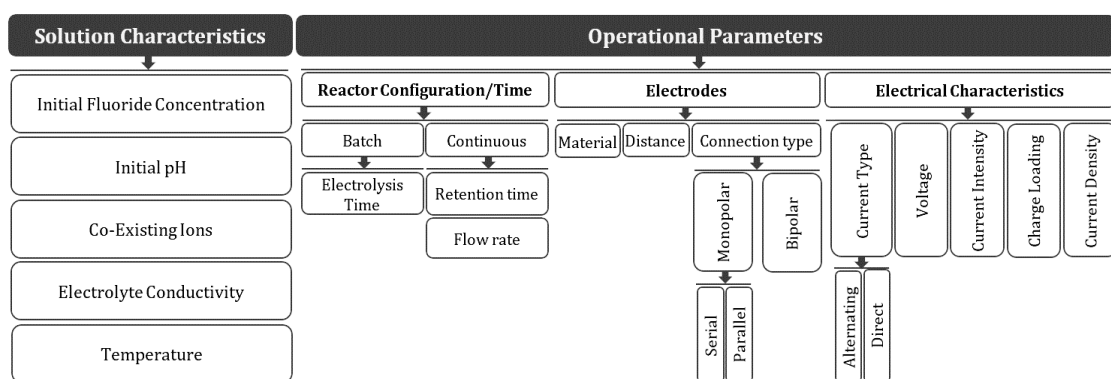 Solution Characteristics
Operational Parameters
Initial Fluoride Concentration
Initial pH
Co-Existing Ions
Electrolyte Conductivity
Temperature
Reactor Configuration/Time
Electrodes
Electrical Characteristics
Batch
Continuous
Electrolysis
Time
Retention time
Flow rate
Material
Distance
Connection type
Monopolar
Bipolar
Serial
Parallel
Current Type
Voltage
Current Intensity
Charge Loading
Current Density
Alternating
Direct